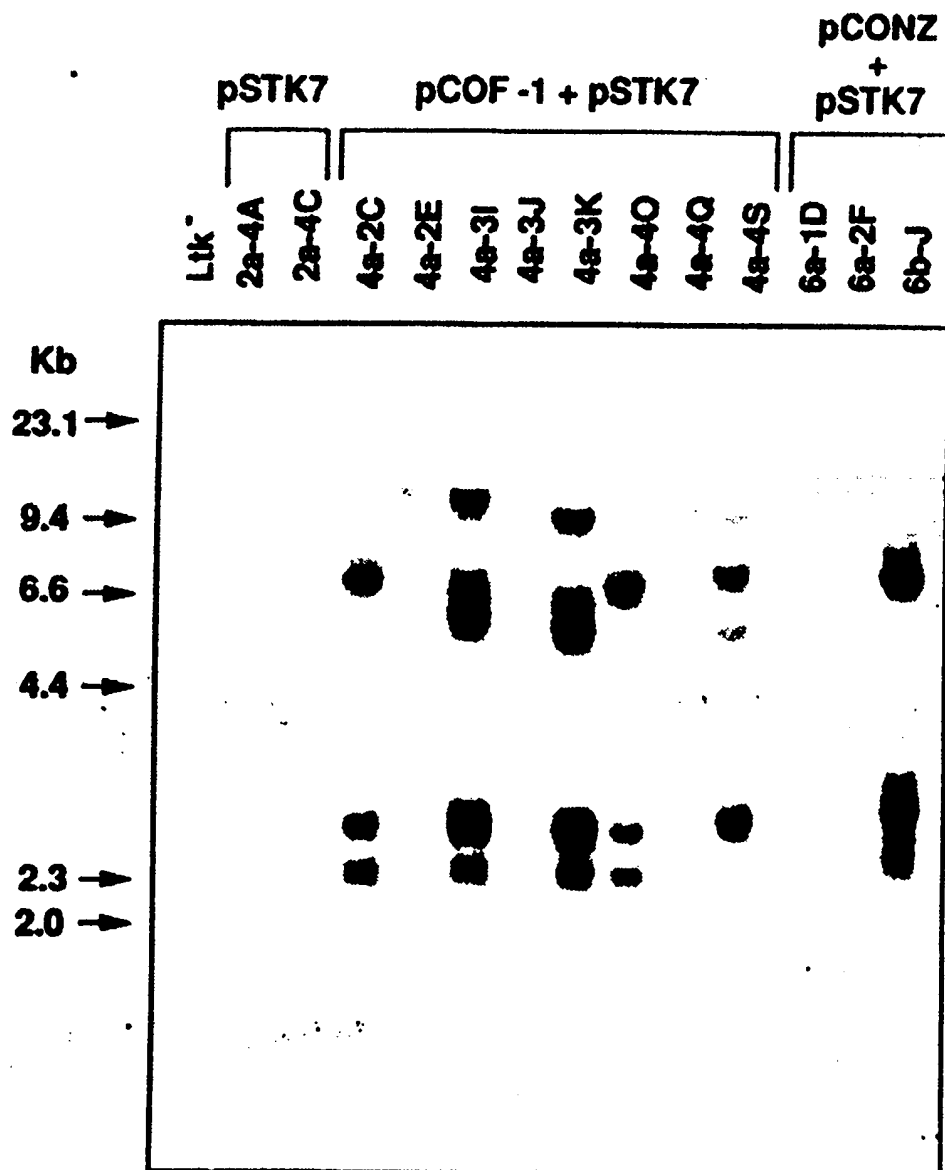 pCONZ
+
pSTK7
pSTK7
pCOF -1 + pSTK7
Ltk⁻
2a-4A
2a-4C
4a-2C
4a-2E
4a-3I
4a-3J
4a-3K
4a-4O
4a-4Q
4a-4S
6a-1D
6a-2F
6b-J
Kb
23.1
9.4
6.6
4.4
2.3
2.0